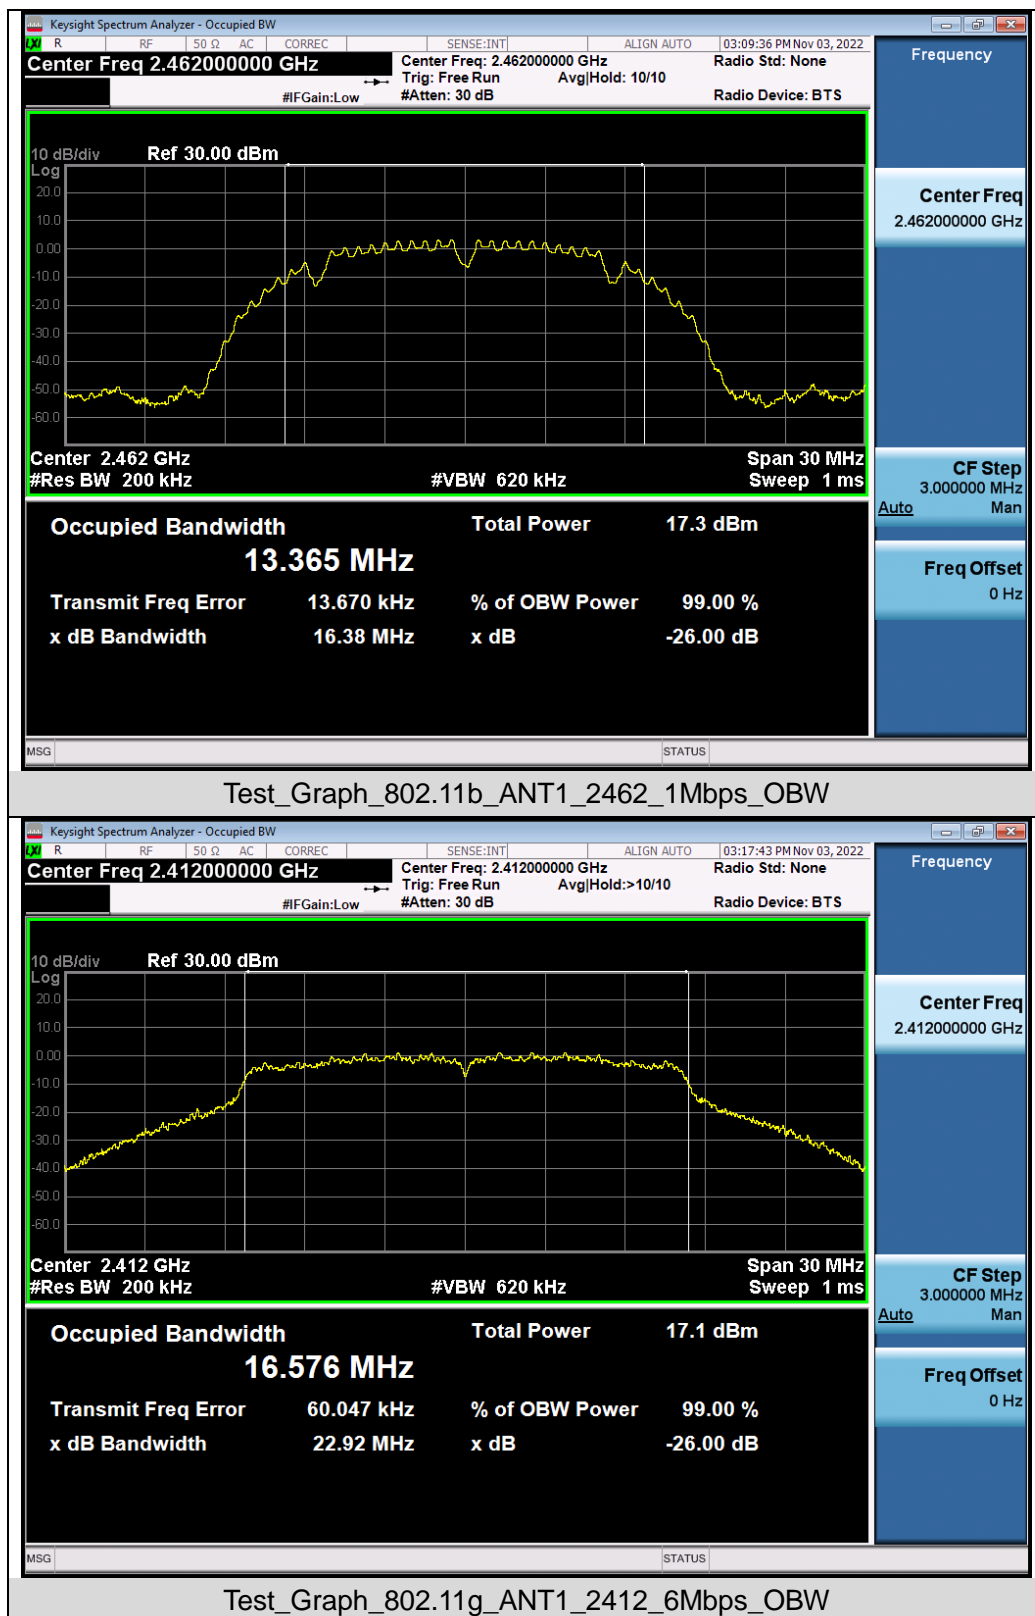 Keysight Spectrum Analyzer - Occupied BW
LXI R RF 50 Ω AC CORREC SENSE:INT ALIGN AUTO 03:09:36 PM Nov 03, 2022
Center Freq 2.462000000 GHz
Center Freq: 2.462000000 GHz Radio Std: None
Trig: Free Run Avg|Hold: 10/10
#IFGain:Low #Atten: 30 dB Radio Device: BTS
Frequency
10 dB/div Ref 30.00 dBm
Log
20.0
10.0
0.00
-10.0
-20.0
-30.0
-40.0
-50.0
-60.0
Center 2.462 GHz Span 30 MHz
#Res BW 200 kHz #VBW 620 kHz Sweep 1 ms
Center Freq
2.462000000 GHz
CF Step
3.000000 MHz
Auto Man
Freq Offset
0 Hz
Occupied Bandwidth Total Power 17.3 dBm
13.365 MHz
Transmit Freq Error 13.670 kHz % of OBW Power 99.00 %
x dB Bandwidth 16.38 MHz x dB -26.00 dB
MSG STATUS
Test_Graph_802.11b_ANT1_2462_1Mbps_OBW
Keysight Spectrum Analyzer - Occupied BW
LXI R RF 50 Ω AC CORREC SENSE:INT ALIGN AUTO 03:17:43 PM Nov 03, 2022
Center Freq 2.412000000 GHz
Center Freq: 2.412000000 GHz Radio Std: None
Trig: Free Run Avg|Hold:>10/10
#IFGain:Low #Atten: 30 dB Radio Device: BTS
Frequency
10 dB/div Ref 30.00 dBm
Log
20.0
10.0
0.00
-10.0
-20.0
-30.0
-40.0
-50.0
-60.0
Center 2.412 GHz Span 30 MHz
#Res BW 200 kHz #VBW 620 kHz Sweep 1 ms
Center Freq
2.412000000 GHz
CF Step
3.000000 MHz
Auto Man
Freq Offset
0 Hz
Occupied Bandwidth Total Power 17.1 dBm
16.576 MHz
Transmit Freq Error 60.047 kHz % of OBW Power 99.00 %
x dB Bandwidth 22.92 MHz x dB -26.00 dB
MSG STATUS
Test_Graph_802.11g_ANT1_2412_6Mbps_OBW